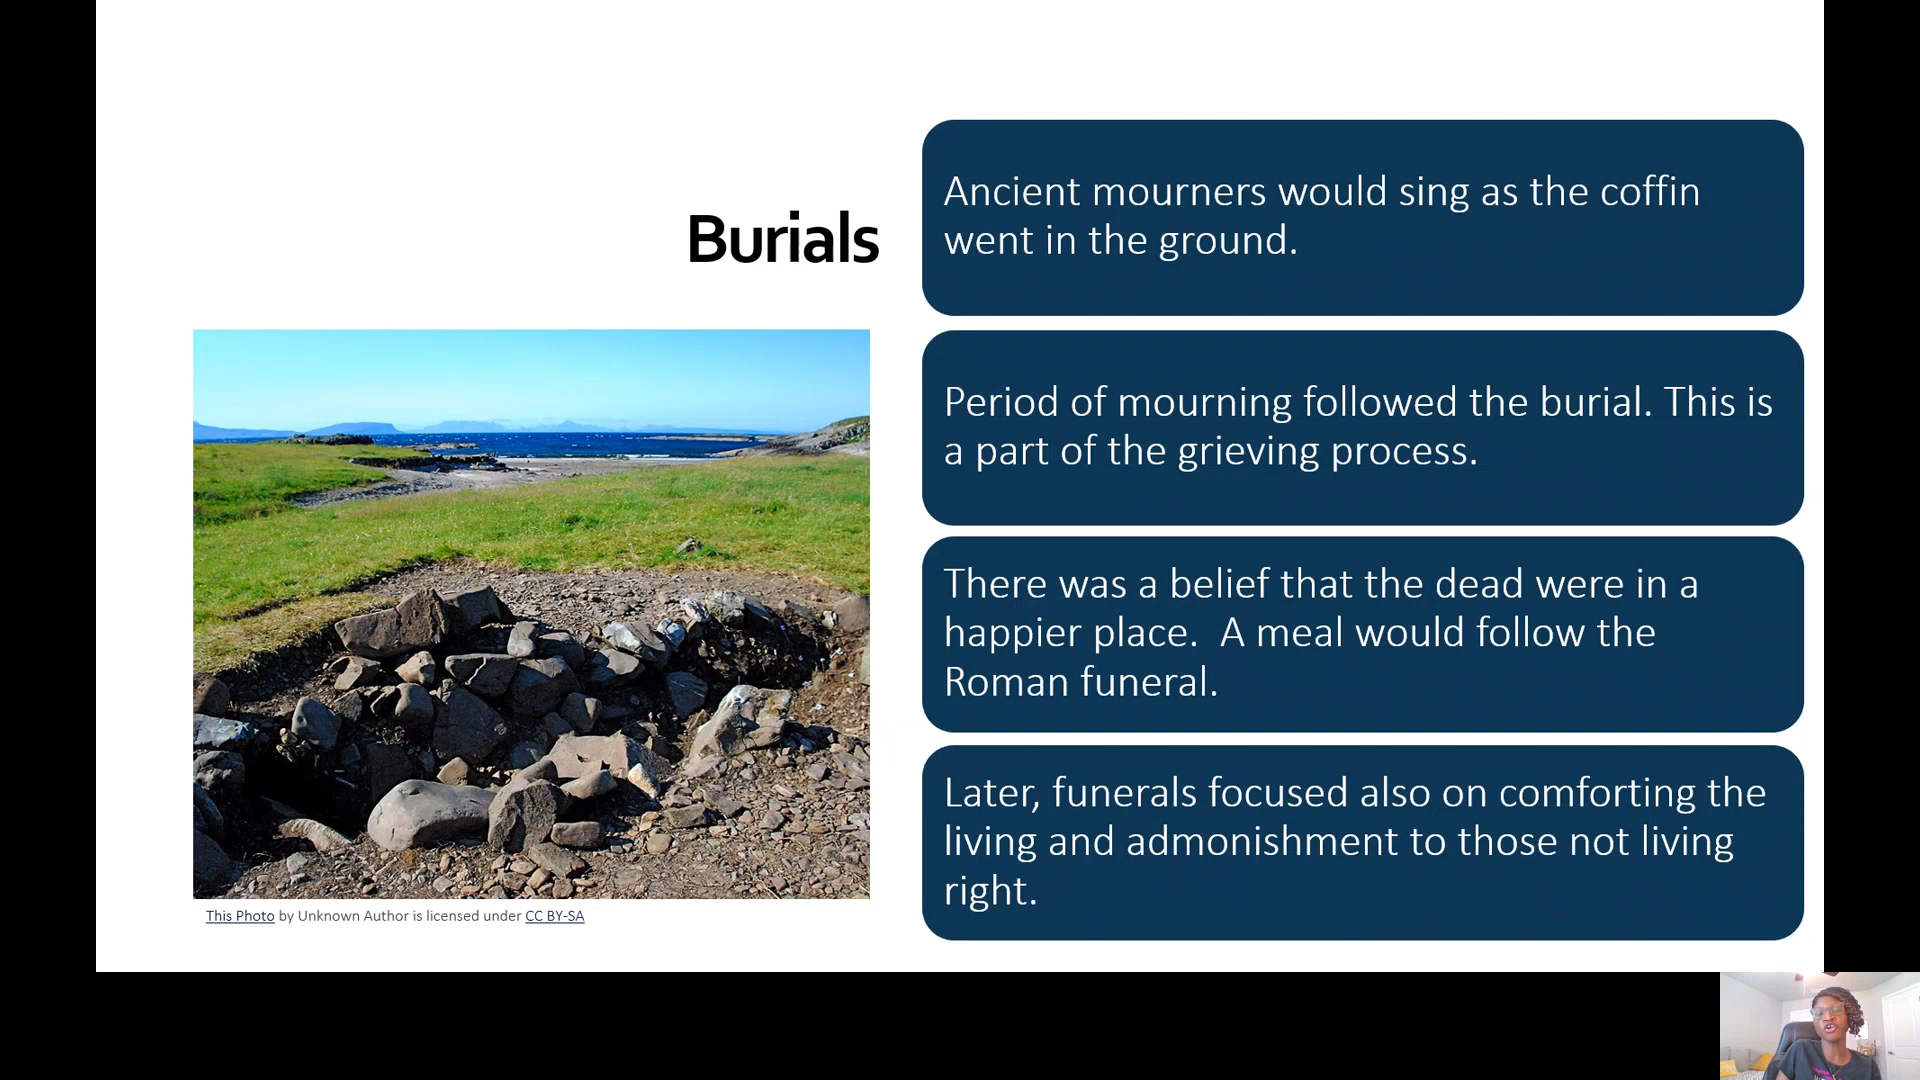 Burials
Ancient mourners would sing as the coffin
went in the ground.
Period of mourning followed the burial. This is
a part of the grieving process.
There was a belief that the dead were in a
happier place.  A meal would follow the
Roman funeral.
Later, funerals focused also on comforting the
living and admonishment to those not living
right.
This Photo by Unknown Author is licensed under CC BY-SA